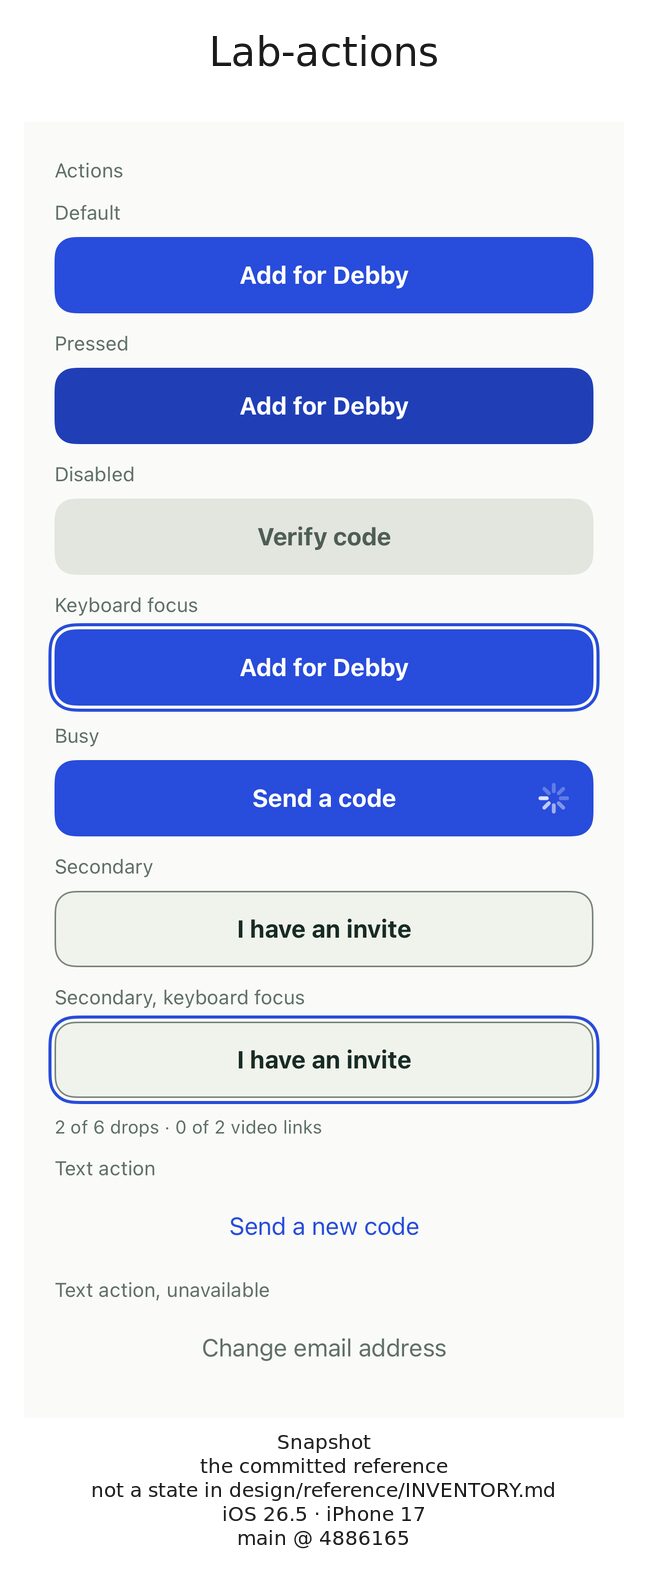 Lab-actions
Actions
Default
Add for Debby
Pressed
Add for Debby
Disabled
Verify code
Keyboard focus
Add for Debby
Busy
Send a code
Secondary
I have an invite
Secondary, keyboard focus
I have an invite
2 of 6 drops · 0 of 2 video links
Text action
Send a new code
Text action, unavailable
Change email address
Snapshot
the committed reference
not a state in design/reference/INVENTORY.md
iOS 26.5 · iPhone 17
main @ 4886165